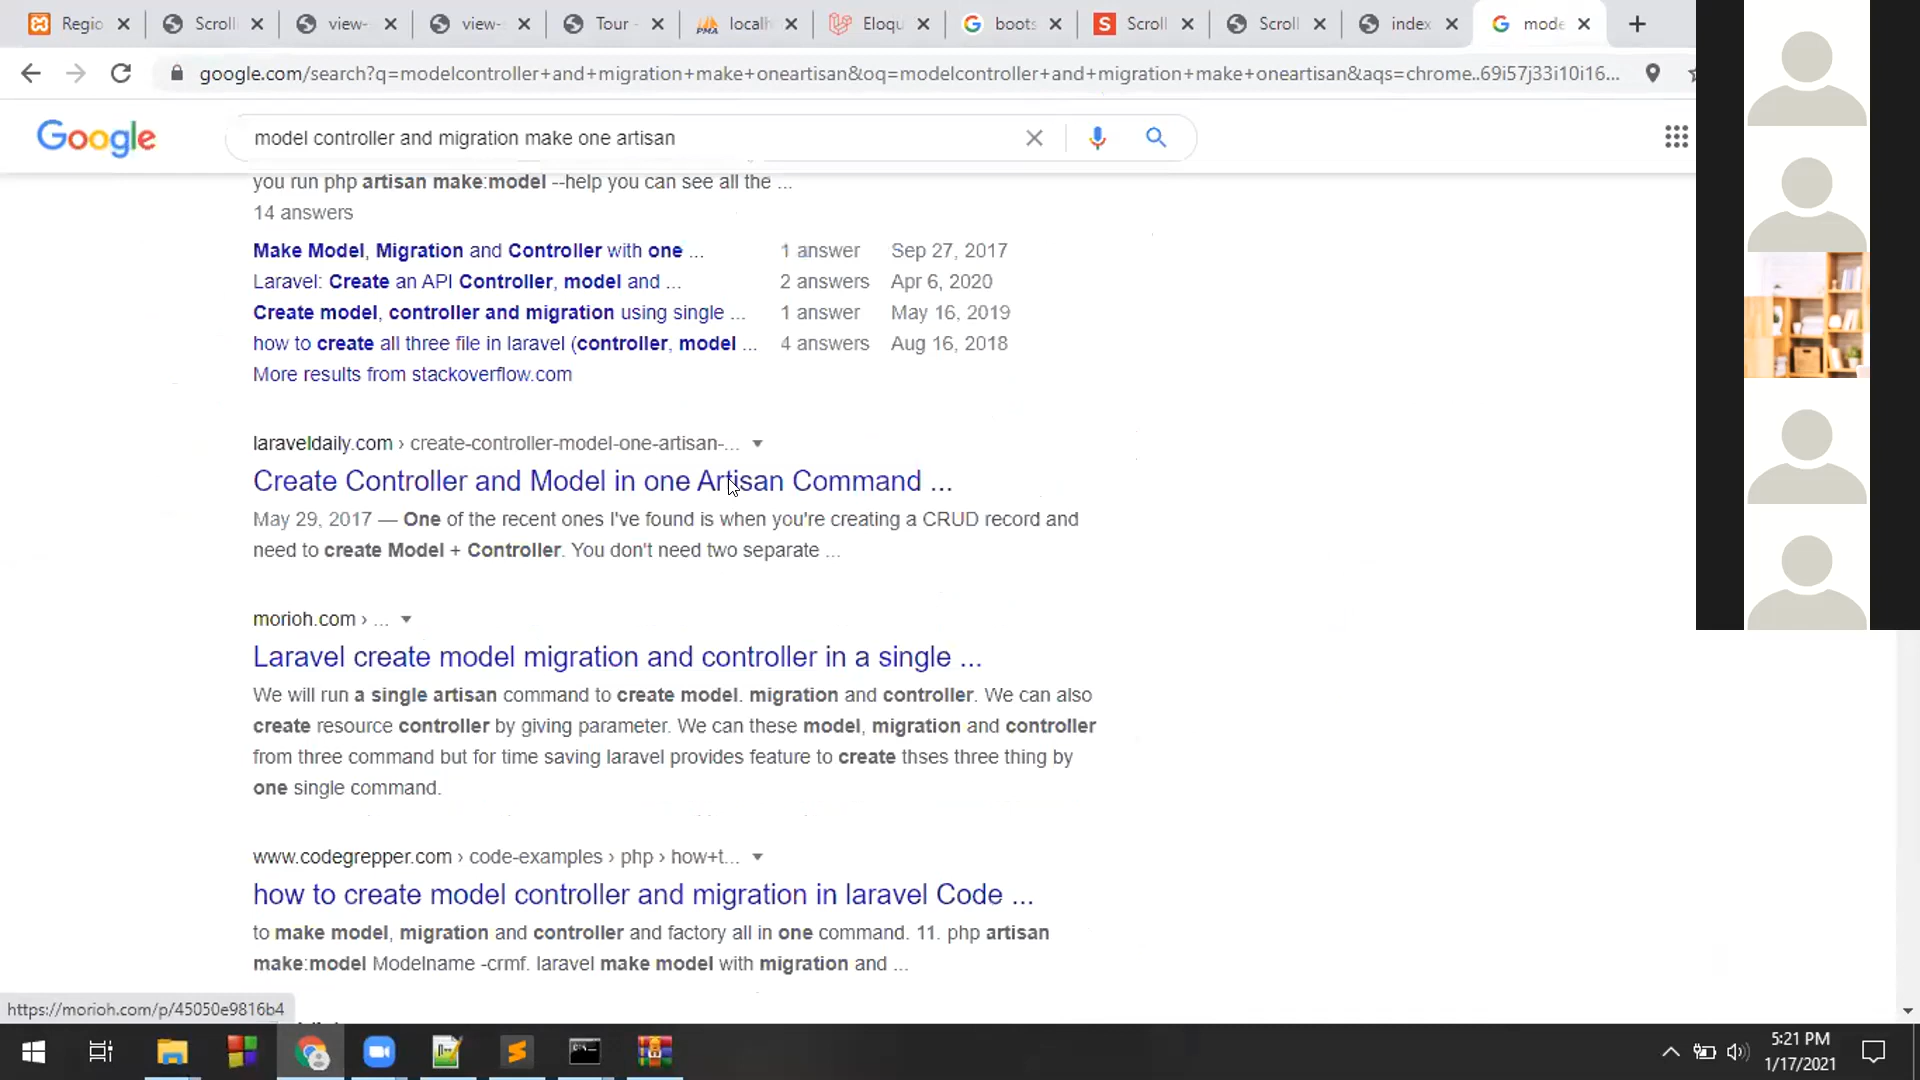 Regio
Scroll
view-
view-
Tour -
localh
Eloqu
boots
Scroll
Scroll
index
mode
google.com/search?q=modelcontroller+and+migration+make+oneartisan&oq=modelcontroller+and+migration+make+oneartisan&aqs=chrome..69i57j33i10i16...
Google
model controller and migration make one artisan
you run php artisan make:model --help you can see all the ...
14 answers
Make Model, Migration and Controller with one ... 1 answer Sep 27, 2017
Laravel: Create an API Controller, model and ... 2 answers Apr 6, 2020
Create model, controller and migration using single ... 1 answer May 16, 2019
how to create all three file in laravel (controller, model ... 4 answers Aug 16, 2018
More results from stackoverflow.com
laraveldaily.com › create-controller-model-one-artisan-...
Create Controller and Model in one Artisan Command ...
May 29, 2017 — One of the recent ones I've found is when you're creating a CRUD record and
need to create Model + Controller. You don't need two separate ...
morioh.com › ...
Laravel create model migration and controller in a single ...
We will run a single artisan command to create model. migration and controller. We can also
create resource controller by giving parameter. We can these model, migration and controller
from three command but for time saving laravel provides feature to create thses three thing by
one single command.
www.codegrepper.com › code-examples › php › how+t...
how to create model controller and migration in laravel Code ...
to make model, migration and controller and factory all in one command. 11. php artisan
make:model Modelname -crmf. laravel make model with migration and ...
https://morioh.com/p/45050e9816b4
5:21 PM
1/17/2021